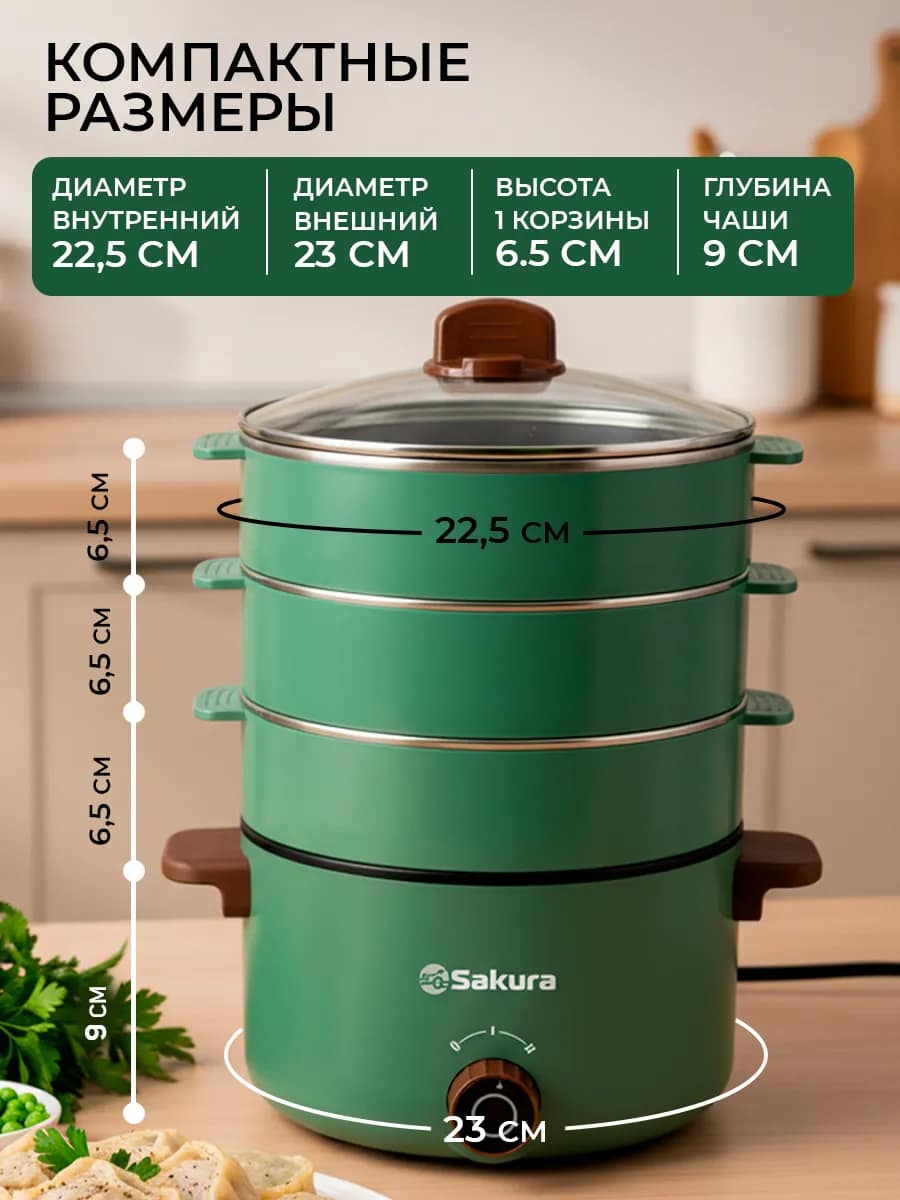 КОМПАКТНЫЕ
РАЗМЕРЫ
ДИАМЕТР
ВНУТРЕННИЙ
22,5 СМ
ДИАМЕТР
ВНЕШНИЙ
23 СМ
ВЫСОТА
1 КОРЗИНЫ
6.5 СМ
ГЛУБИНА
ЧАШИ
9 СМ
6,5 СМ
22,5 СМ
6,5 СМ
6,5 СМ
9 СМ
Sakura
0 I II
23 СМ